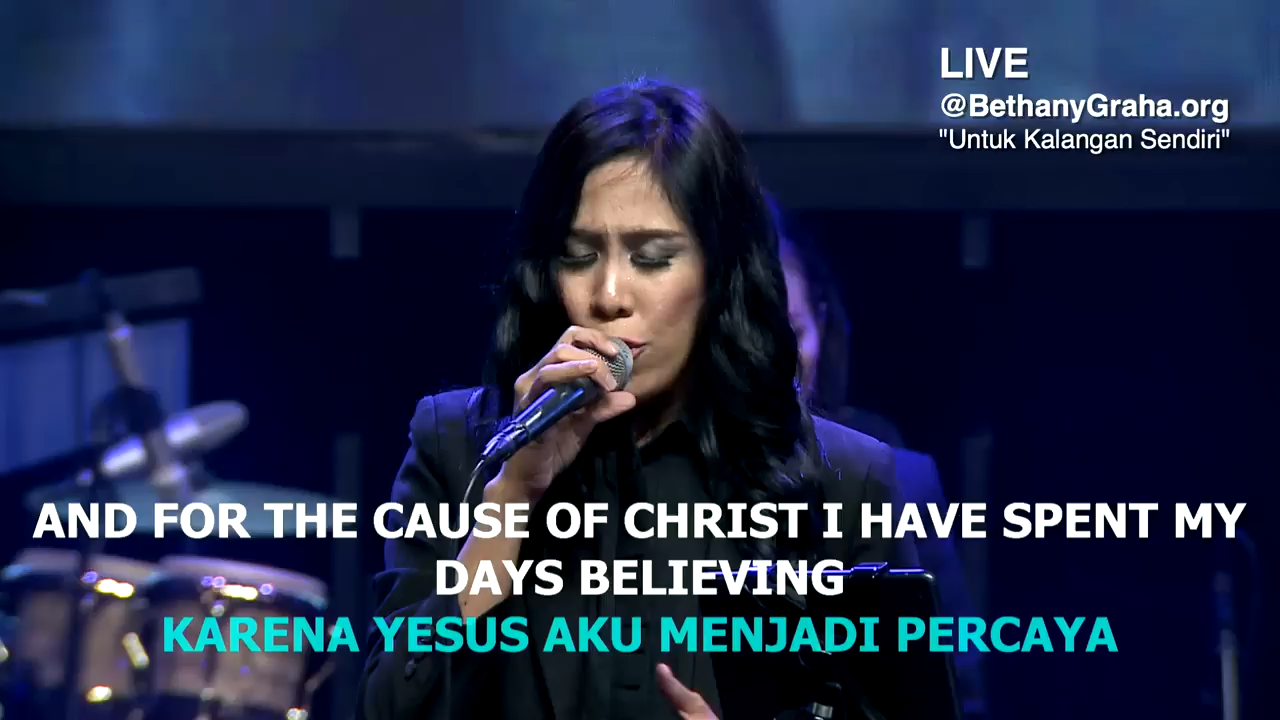 LIVE
@BethanyGraha.org
"Untuk Kalangan Sendiri"
AND FOR THE CAUSE OF CHRIST I HAVE SPENT MY
DAYS BELIEVING
KARENA YESUS AKU MENJADI PERCAYA